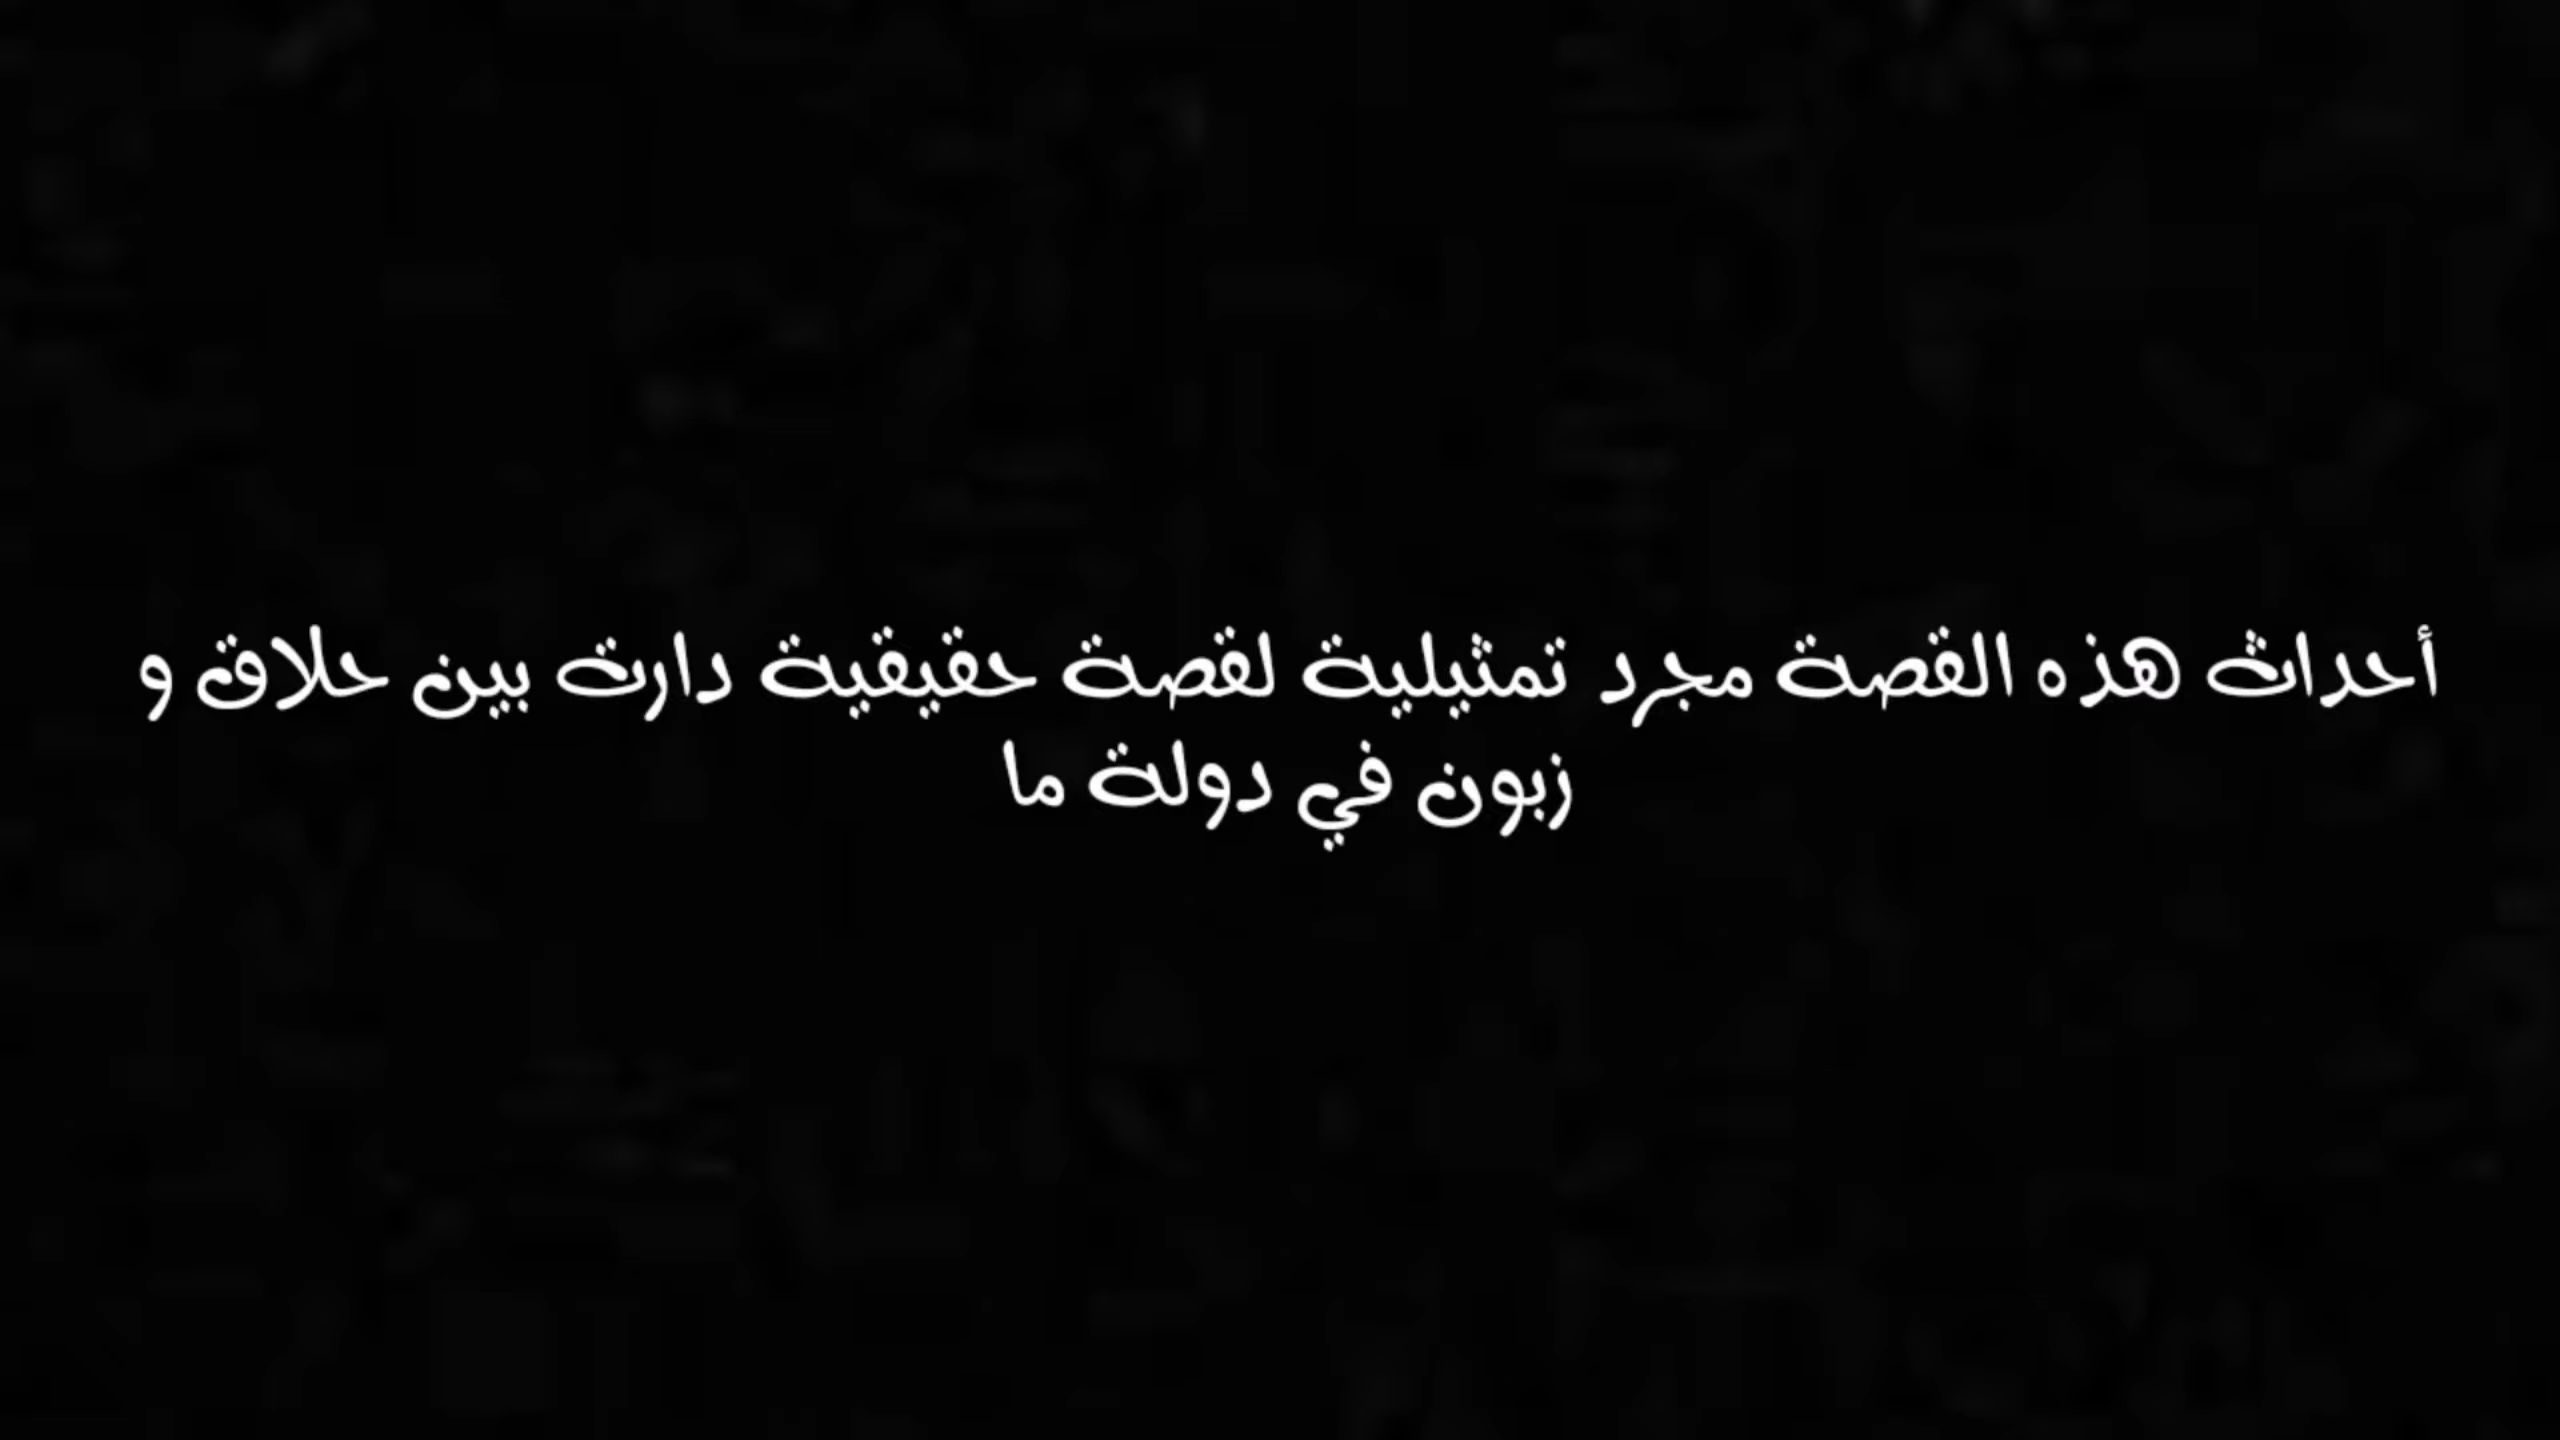 أحداث هذه القصة مجرد تمثيلية لقصة حقيقية دارت بين حلاق و
زبون في دولة ما